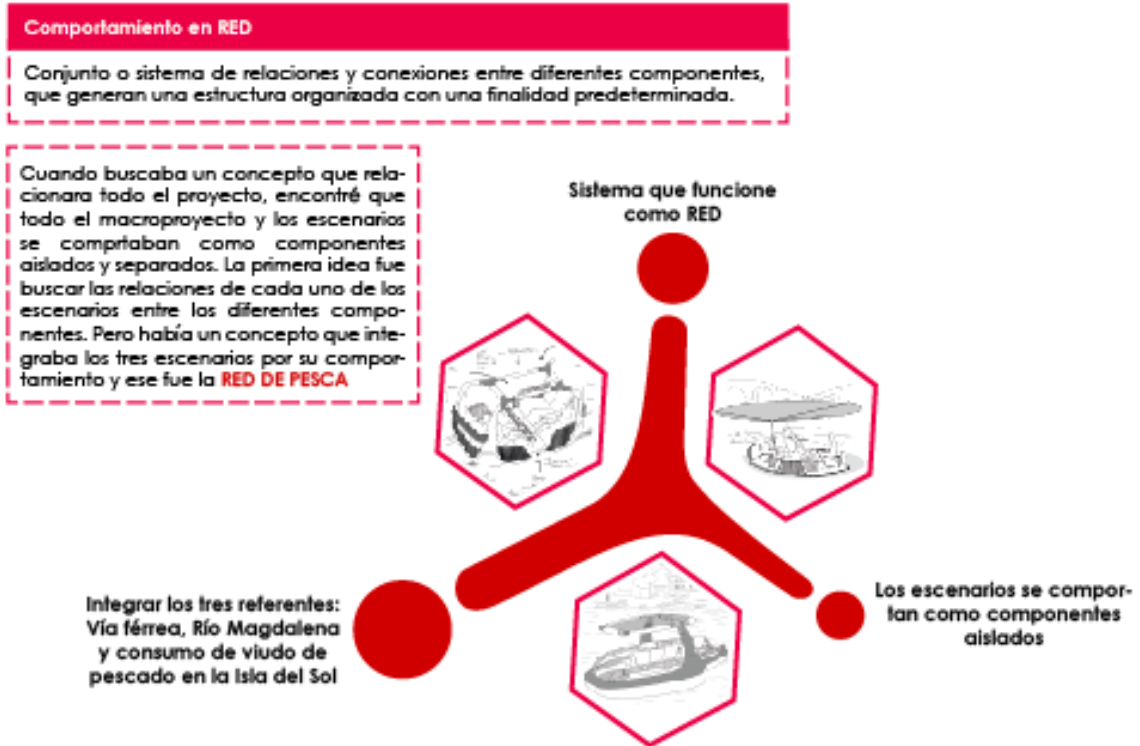 Comportamiento en RED
Conjunto o sistema de relaciones y conexiones entre diferentes componentes,
que generan una estructura organizada con una finalidad predeterminada.
Cuando buscaba un concepto que rela-
cionara todo el proyecto, encontré que
todo el macroproyecto y los escenarios
se comprtaban como componentes
aislados y separados. La primera idea fue
buscar las relaciones de cada uno de los
escenarios entre los diferentes compo-
nentes. Pero había un concepto que inte-
graba los tres escenarios por su compor-
tamiento y ese fue la RED DE PESCA
Sistema que funcione
como RED
Integrar los tres referentes:
Vía férrea, Río Magdalena
y consumo de viudo de
pescado en la Isla del Sol
Los escenarios se compor-
tan como componentes
aislados